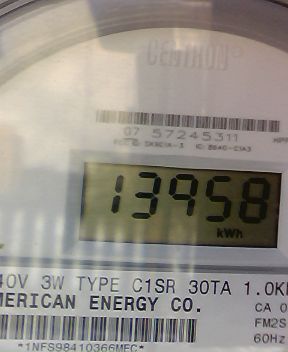 CENTRON®
07 57245311
13958
kWh
40V 3W TYPE C1SR 30TA 1.0K
MERICAN ENERGY CO.
CA 0
FM2S
60Hz
*1NFS98410366MEC*